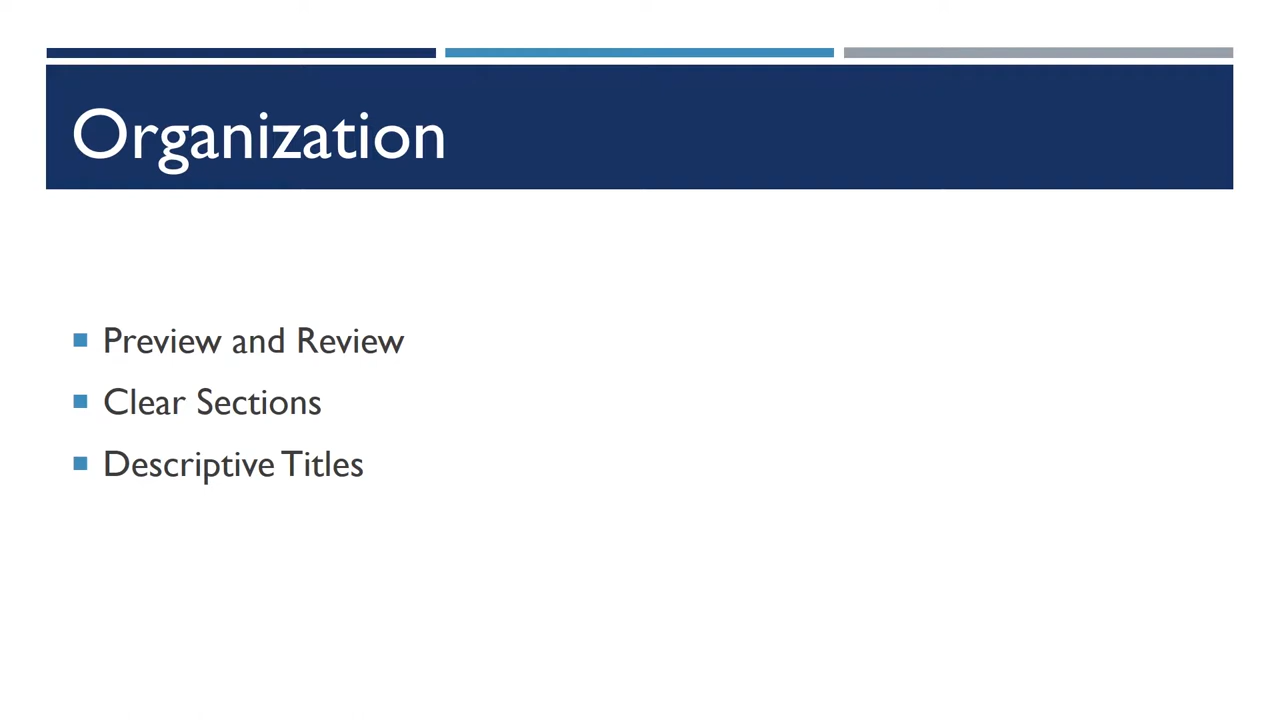 Organization
Preview and Review
Clear Sections
Descriptive Titles